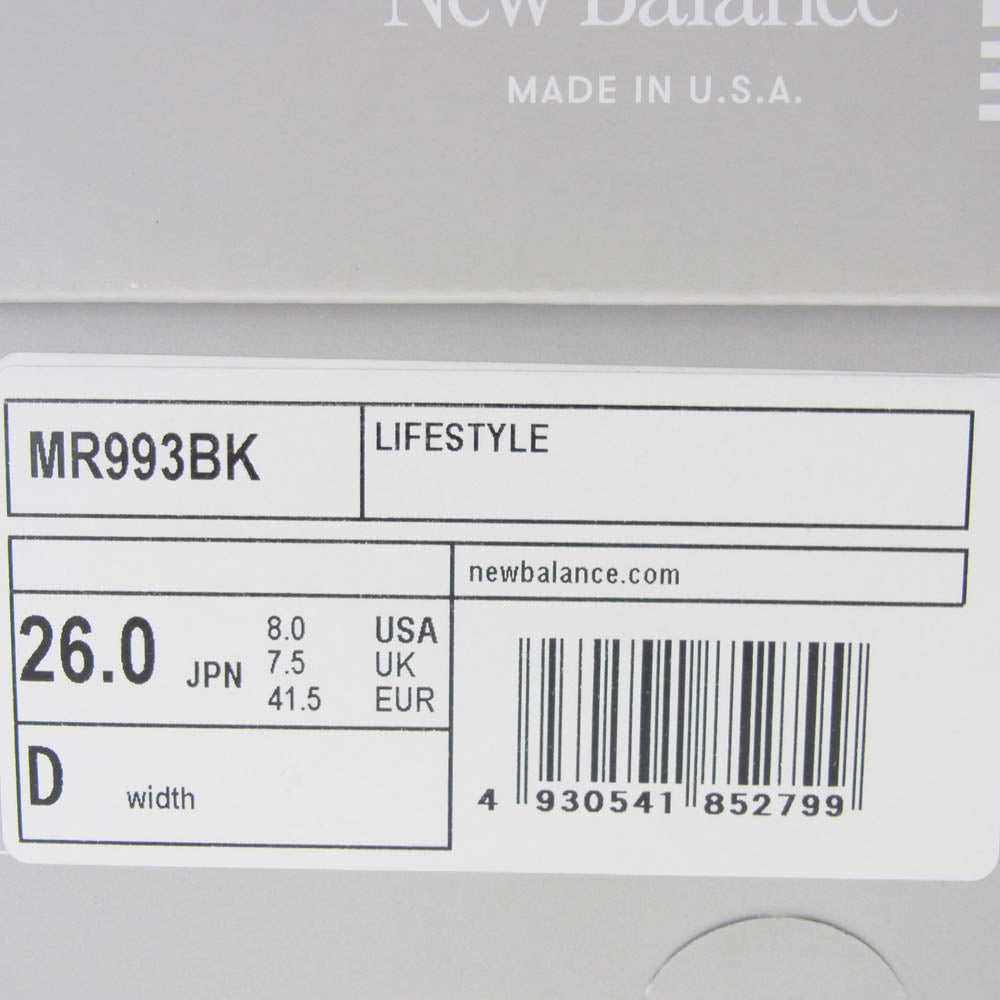 New Balance
MADE IN U.S.A.
MR993BK
LIFESTYLE
newbalance.com
26.0 JPN
8.0 USA
7.5 UK
41.5 EUR
D width
4 930541 852799